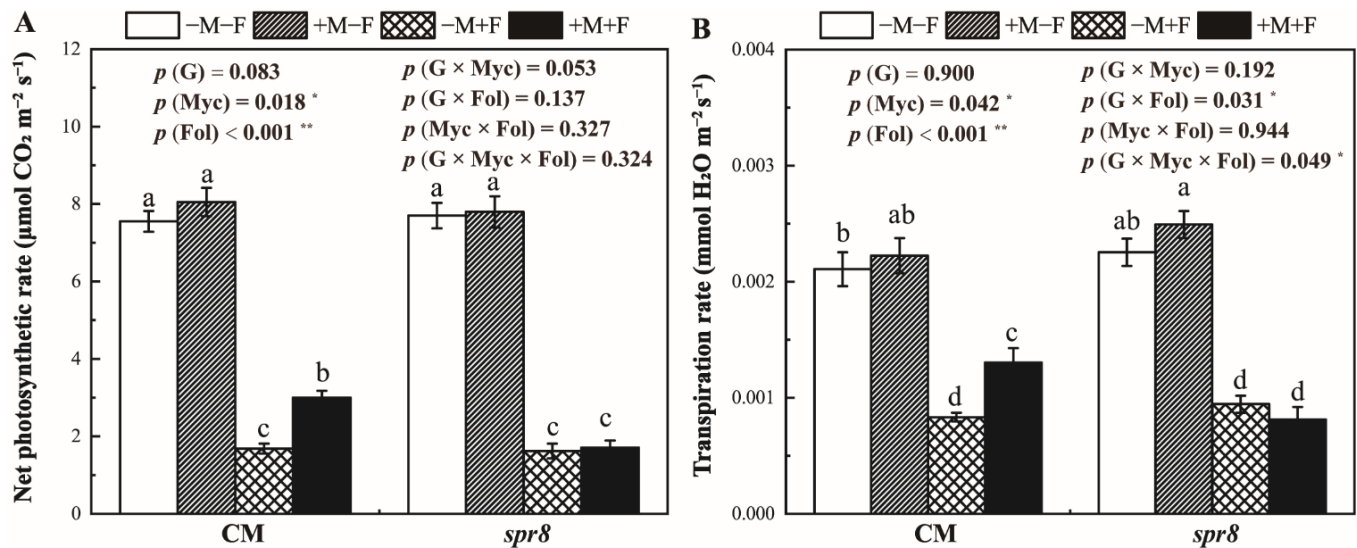 A
−M−F +M−F −M+F +M+F
Net photosynthetic rate (μmol CO₂ m⁻² s⁻¹)
12
10
8
6
4
2
0
p (G) = 0.083
p (Myc) = 0.018 *
p (Fol) < 0.001 **
p (G × Myc) = 0.053
p (G × Fol) = 0.137
p (Myc × Fol) = 0.327
p (G × Myc × Fol) = 0.324
a a c b a a c c
CM spr8
B
−M−F +M−F −M+F +M+F
Transpiration rate (mmol H₂O m⁻² s⁻¹)
0.004
0.003
0.002
0.001
0.000
p (G) = 0.900
p (Myc) = 0.042 *
p (Fol) < 0.001 **
p (G × Myc) = 0.192
p (G × Fol) = 0.031 *
p (Myc × Fol) = 0.944
p (G × Myc × Fol) = 0.049 *
b ab d c ab a d d
CM spr8